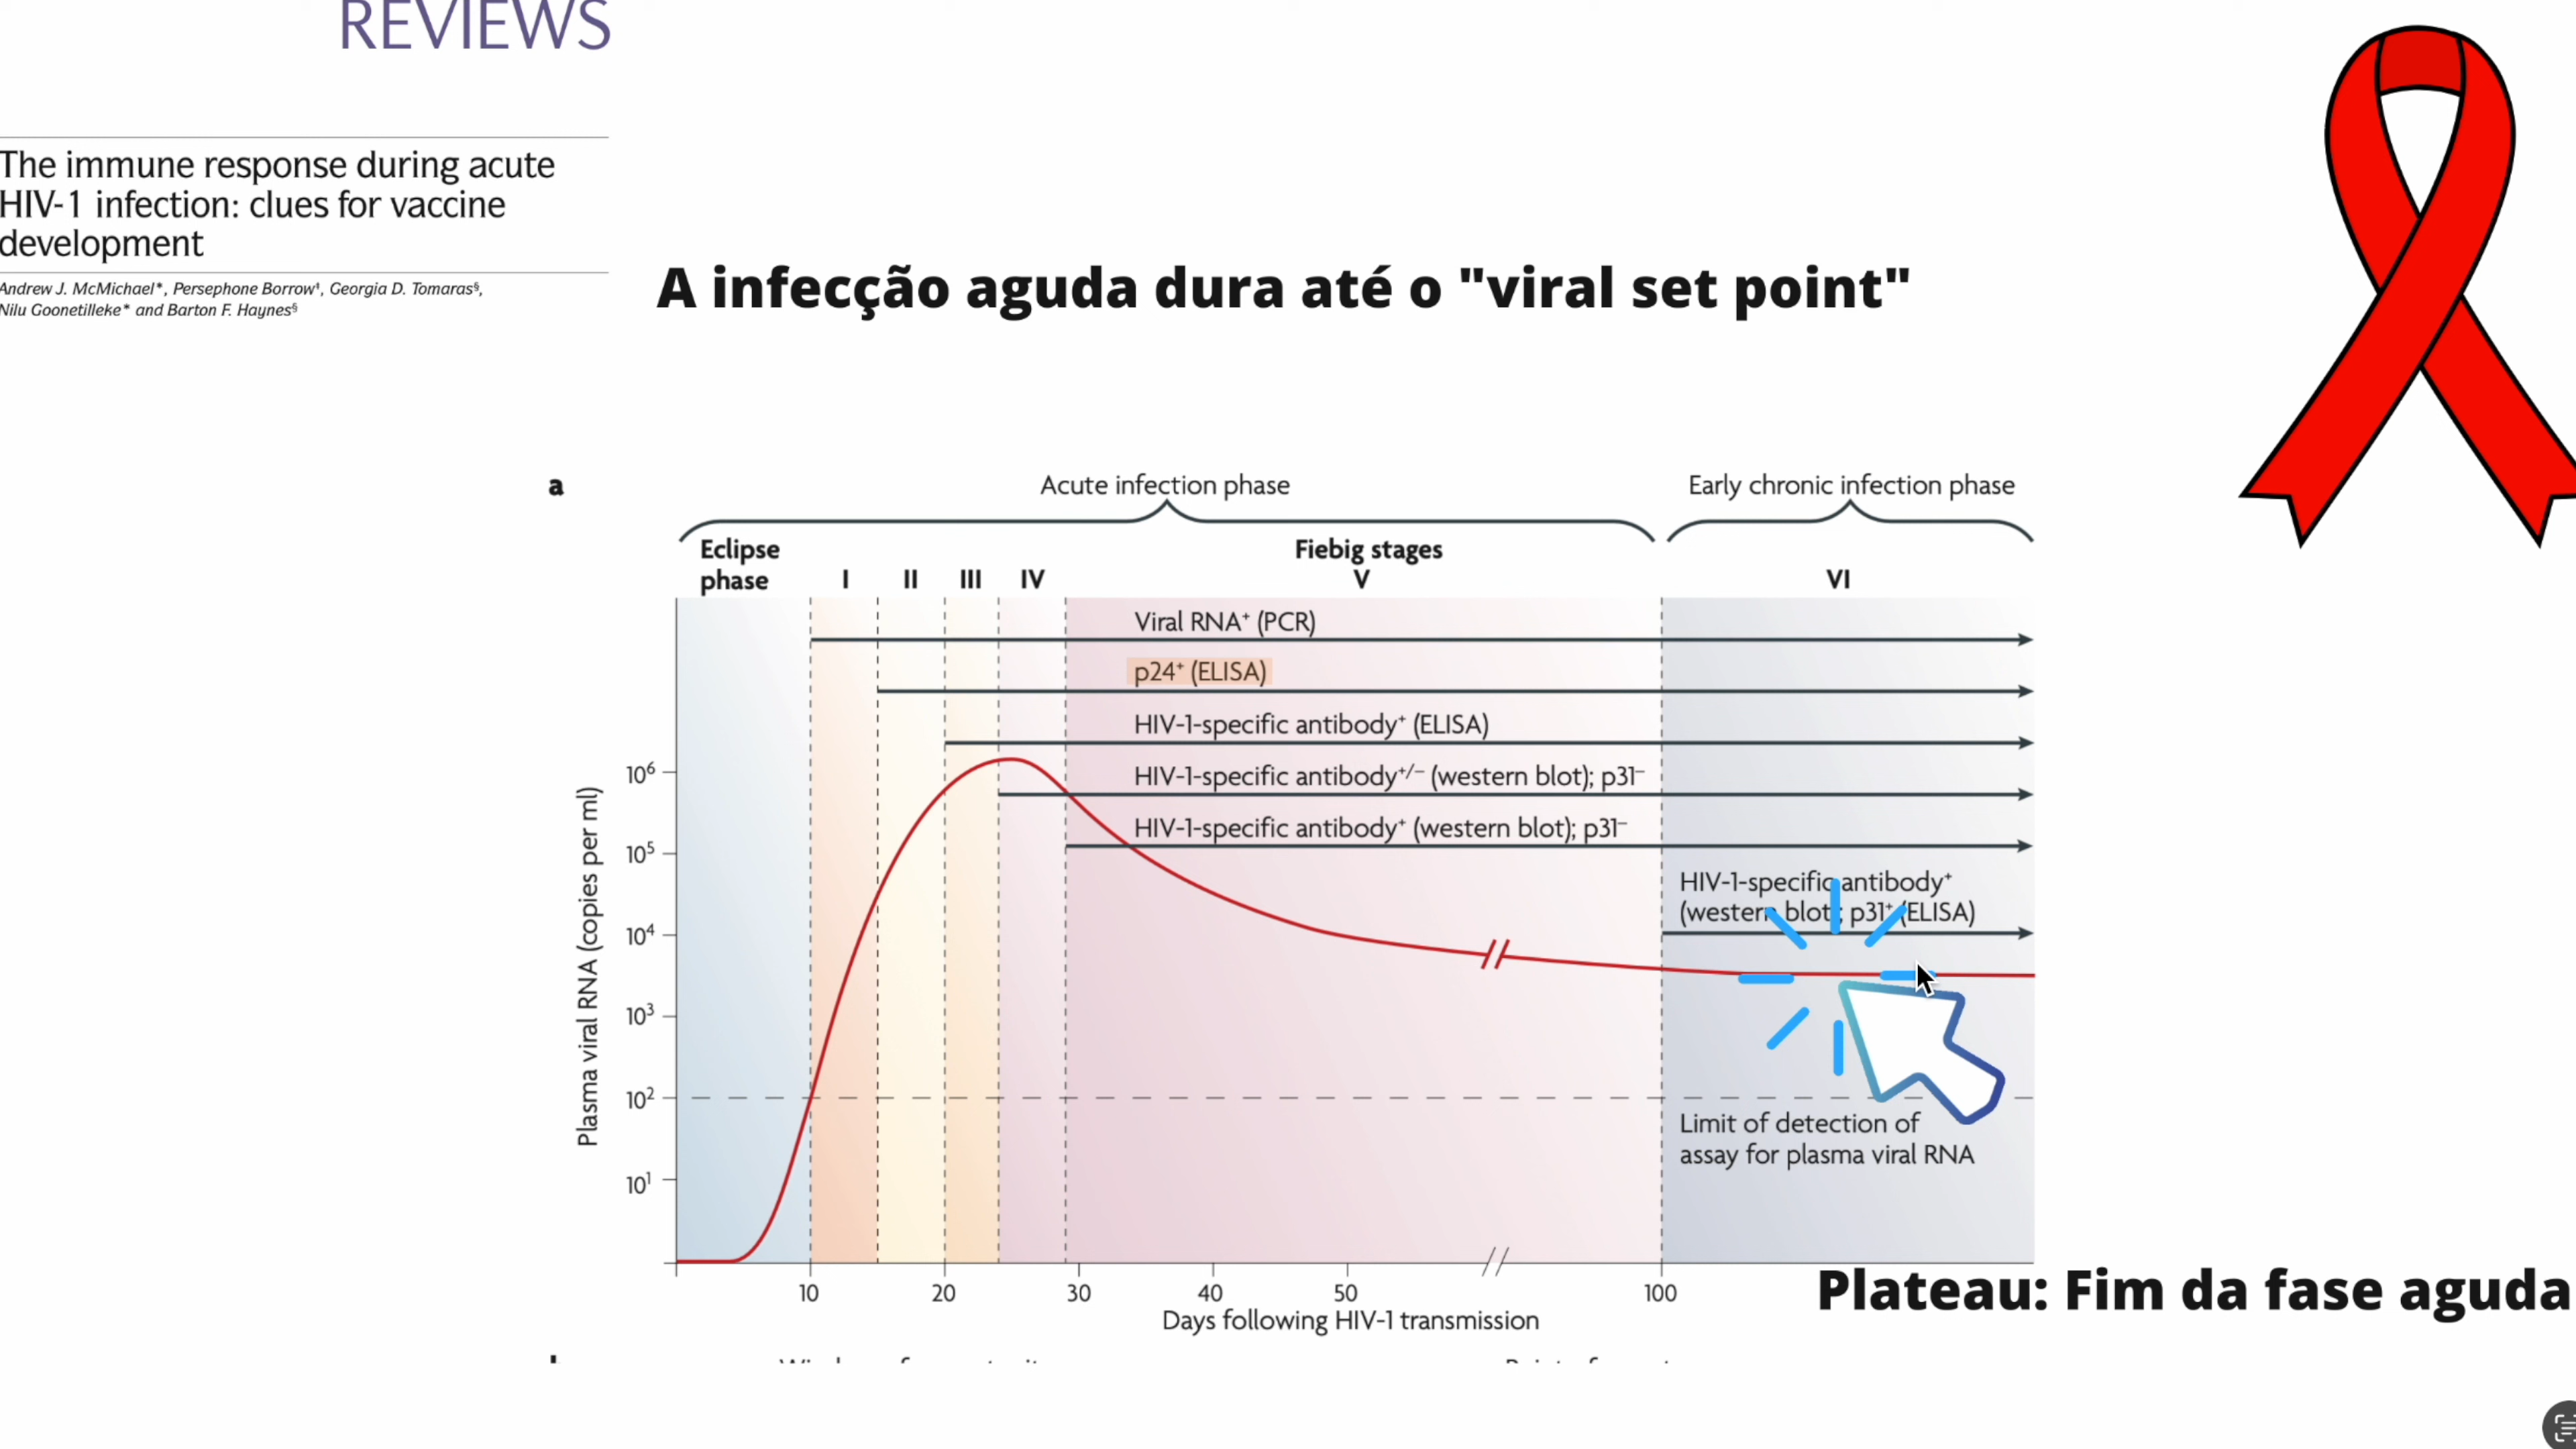 REVIEWS
The immune response during acute
HIV-1 infection: clues for vaccine
development
Andrew J. McMichael*, Persephone Borrow‡, Georgia D. Tomaras§,
Nilu Goonetilleke* and Barton F. Haynes§
A infecção aguda dura até o "viral set point"
a
Acute infection phase
Early chronic infection phase
Eclipse
phase
Fiebig stages
I II III IV V VI
Viral RNA⁺ (PCR)
p24⁺ (ELISA)
HIV-1-specific antibody⁺ (ELISA)
HIV-1-specific antibody⁺/⁻ (western blot); p31⁻
HIV-1-specific antibody⁺ (western blot); p31⁻
HIV-1-specific antibody⁺
(western blot); p31⁺ (ELISA)
Plasma viral RNA (copies per ml)
10⁶
10⁵
10⁴
10³
10²
10¹
Limit of detection of
assay for plasma viral RNA
10 20 30 40 50 100
Days following HIV-1 transmission
Plateau: Fim da fase aguda